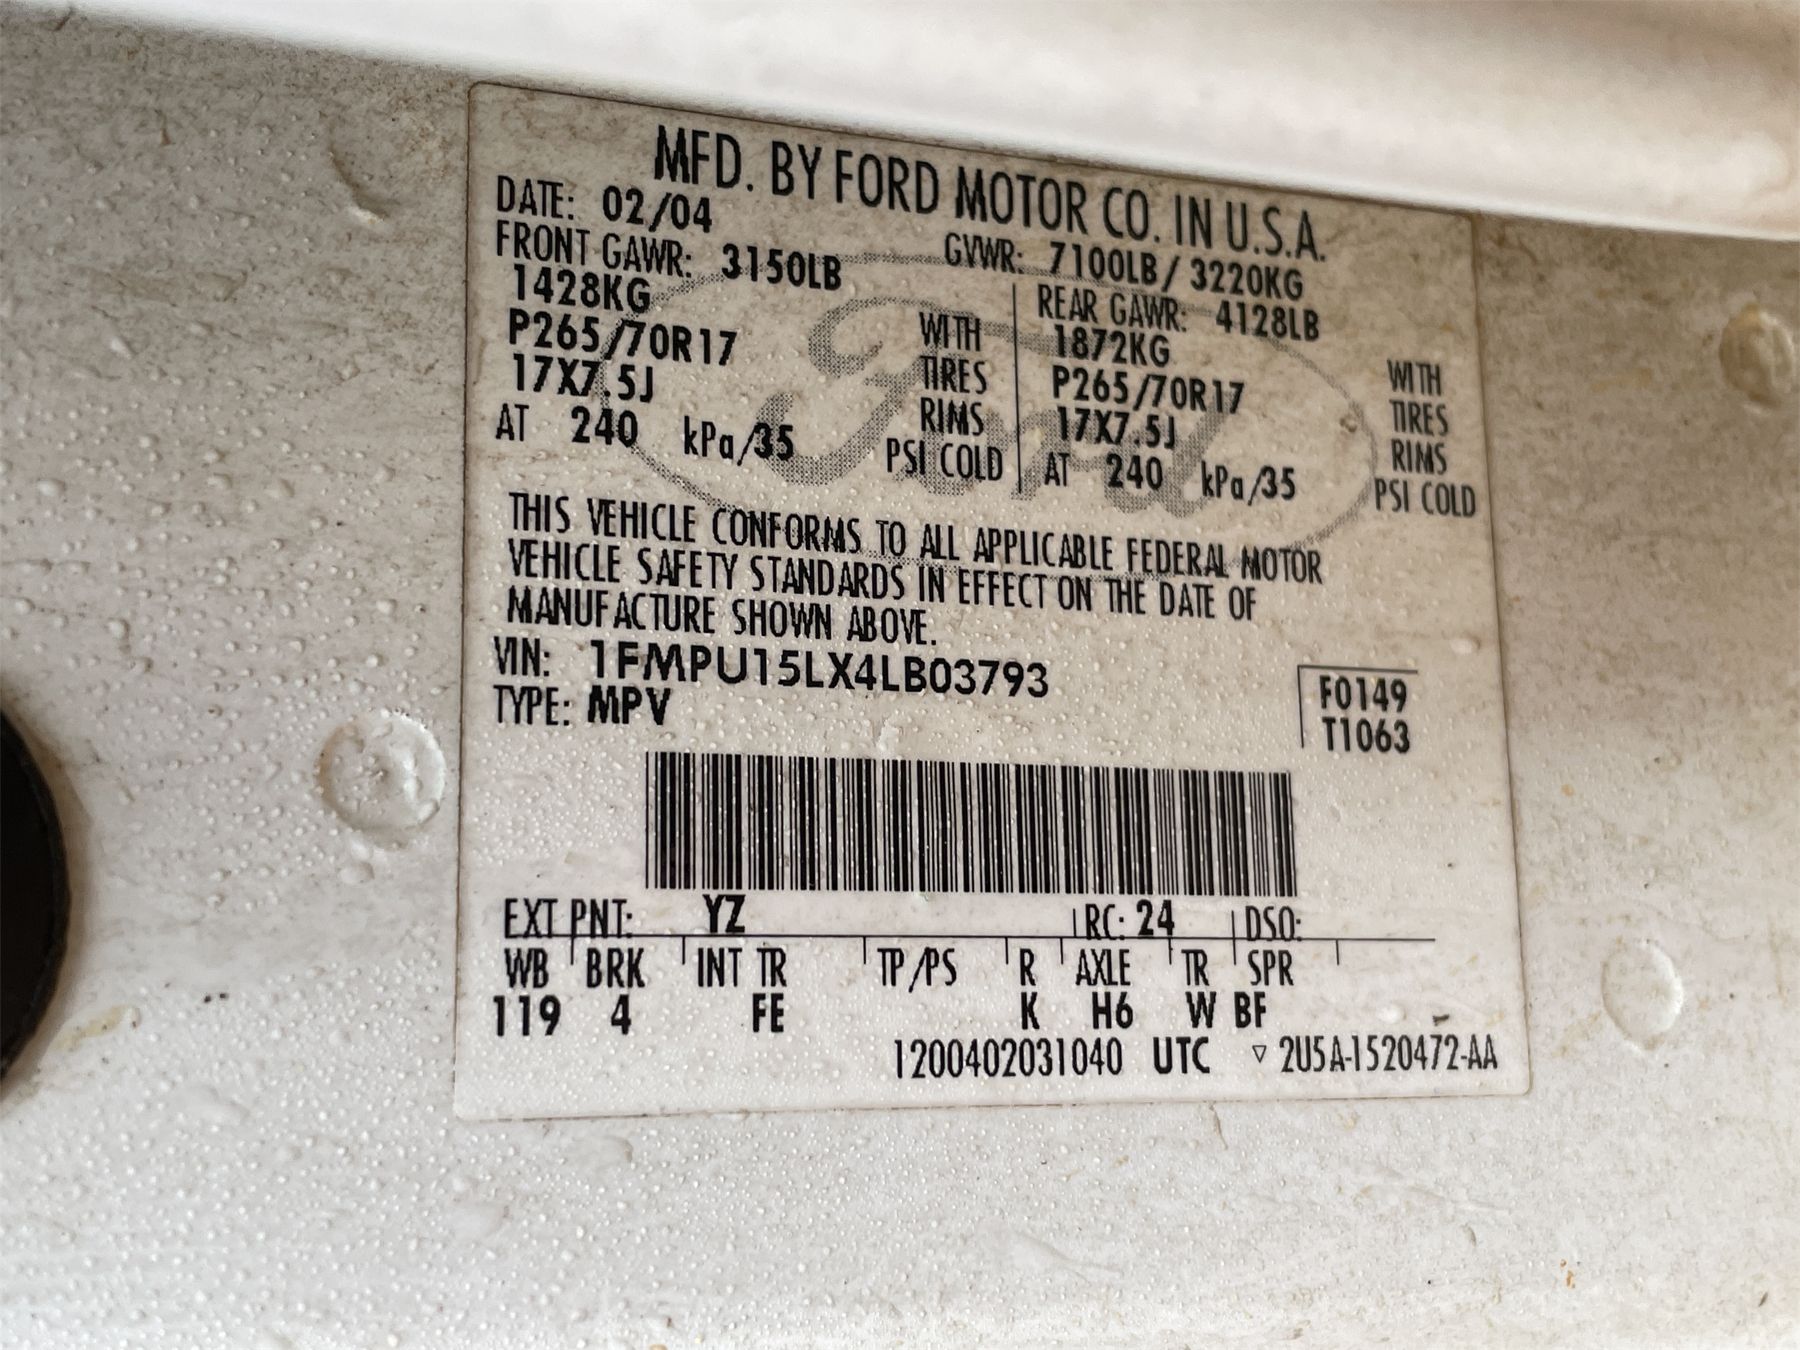 MFD. BY FORD MOTOR CO. IN U.S.A.
DATE: 02/04 GVWR: 7100LB / 3220KG
FRONT GAWR: 3150LB REAR GAWR: 4128LB
1428KG WITH 1872KG WITH
P265/70R17 TIRES P265/70R17 TIRES
17X7.5J RIMS 17X7.5J RIMS
AT 240 kPa/35 PSI COLD AT 240 kPa/35 PSI COLD
THIS VEHICLE CONFORMS TO ALL APPLICABLE FEDERAL MOTOR
VEHICLE SAFETY STANDARDS IN EFFECT ON THE DATE OF
MANUFACTURE SHOWN ABOVE.
VIN: 1FMPU15LX4LB03793
TYPE: MPV
F0149
T1063
EXT PNT: YZ RC: 24 DSO:
WB BRK INT TR TP/PS R AXLE TR SPR
119 4 FE K H6 W BF
1200402031040 UTC ▽ 2U5A-1520472-AA
Ford